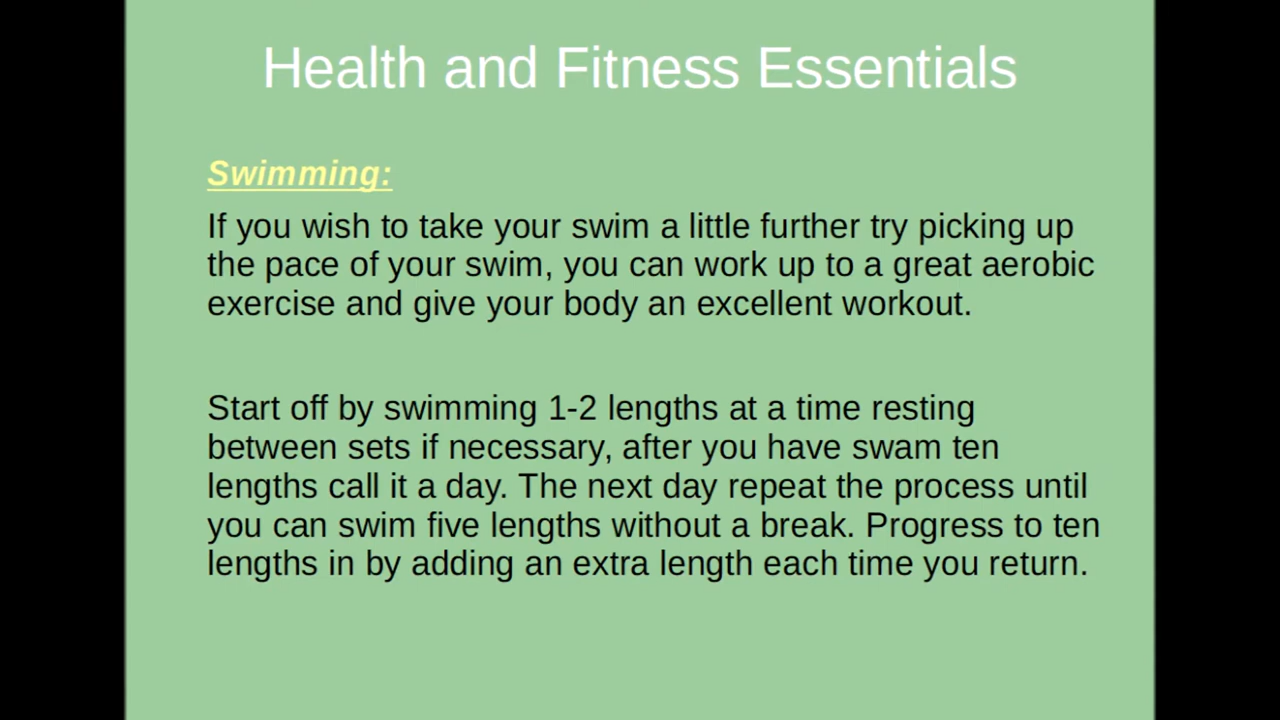 Health and Fitness Essentials
Swimming:
If you wish to take your swim a little further try picking up
the pace of your swim, you can work up to a great aerobic
exercise and give your body an excellent workout.
Start off by swimming 1-2 lengths at a time resting
between sets if necessary, after you have swam ten
lengths call it a day. The next day repeat the process until
you can swim five lengths without a break. Progress to ten
lengths in by adding an extra length each time you return.